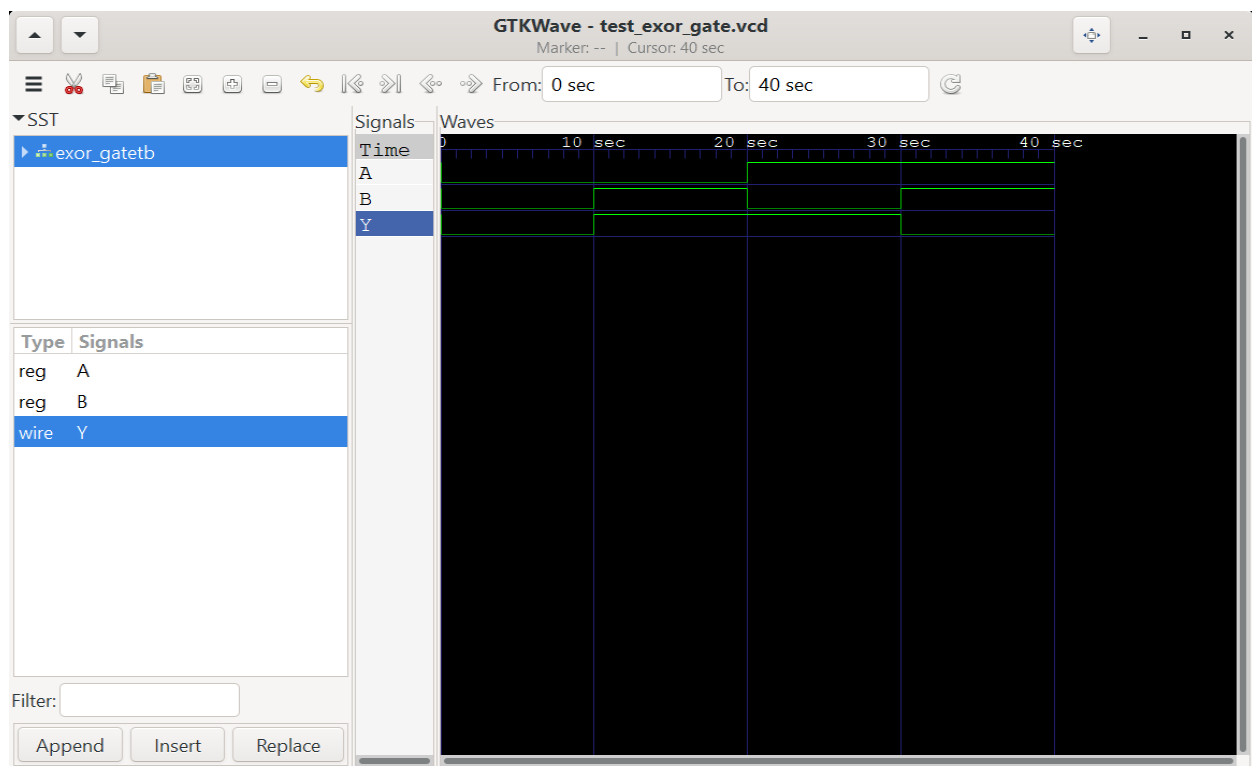 GTKWave - test_exor_gate.vcd
Marker: -- | Cursor: 40 sec
From: 0 sec To: 40 sec
SST
exor_gatetb
Type Signals
reg A
reg B
wire Y
Filter:
Append Insert Replace
Signals
Time
A
B
Y
Waves
0 10 sec 20 sec 30 sec 40 sec